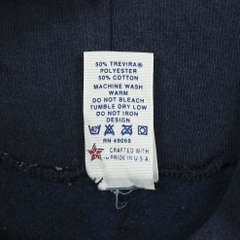 50% TREVIRA®
POLYESTER
50% COTTON
MACHINE WASH
WARM
DO NOT BLEACH
TUMBLE DRY LOW
DO NOT IRON
DESIGN
RN 49068
CRAFTED WITH
MADE IN U.S.A.